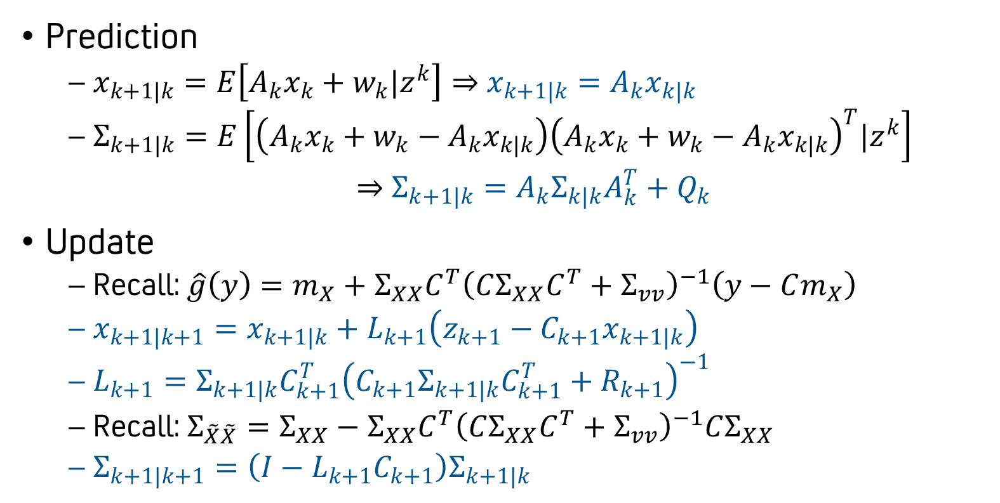 • Prediction
– x_{k+1|k} = E[A_k x_k + w_k|z^k] ⇒ x_{k+1|k} = A_k x_{k|k}
– Σ_{k+1|k} = E[(A_k x_k + w_k − A_k x_{k|k})(A_k x_k + w_k − A_k x_{k|k})^T|z^k]
⇒ Σ_{k+1|k} = A_k Σ_{k|k} A_k^T + Q_k
• Update
– Recall: ĝ(y) = m_X + Σ_{XX} C^T(CΣ_{XX} C^T + Σ_{vv})^{−1}(y − Cm_X)
– x_{k+1|k+1} = x_{k+1|k} + L_{k+1}(z_{k+1} − C_{k+1} x_{k+1|k})
– L_{k+1} = Σ_{k+1|k} C_{k+1}^T(C_{k+1} Σ_{k+1|k} C_{k+1}^T + R_{k+1})^{−1}
– Recall: Σ_{X̃X̃} = Σ_{XX} − Σ_{XX} C^T(CΣ_{XX} C^T + Σ_{vv})^{−1} CΣ_{XX}
– Σ_{k+1|k+1} = (I − L_{k+1} C_{k+1})Σ_{k+1|k}